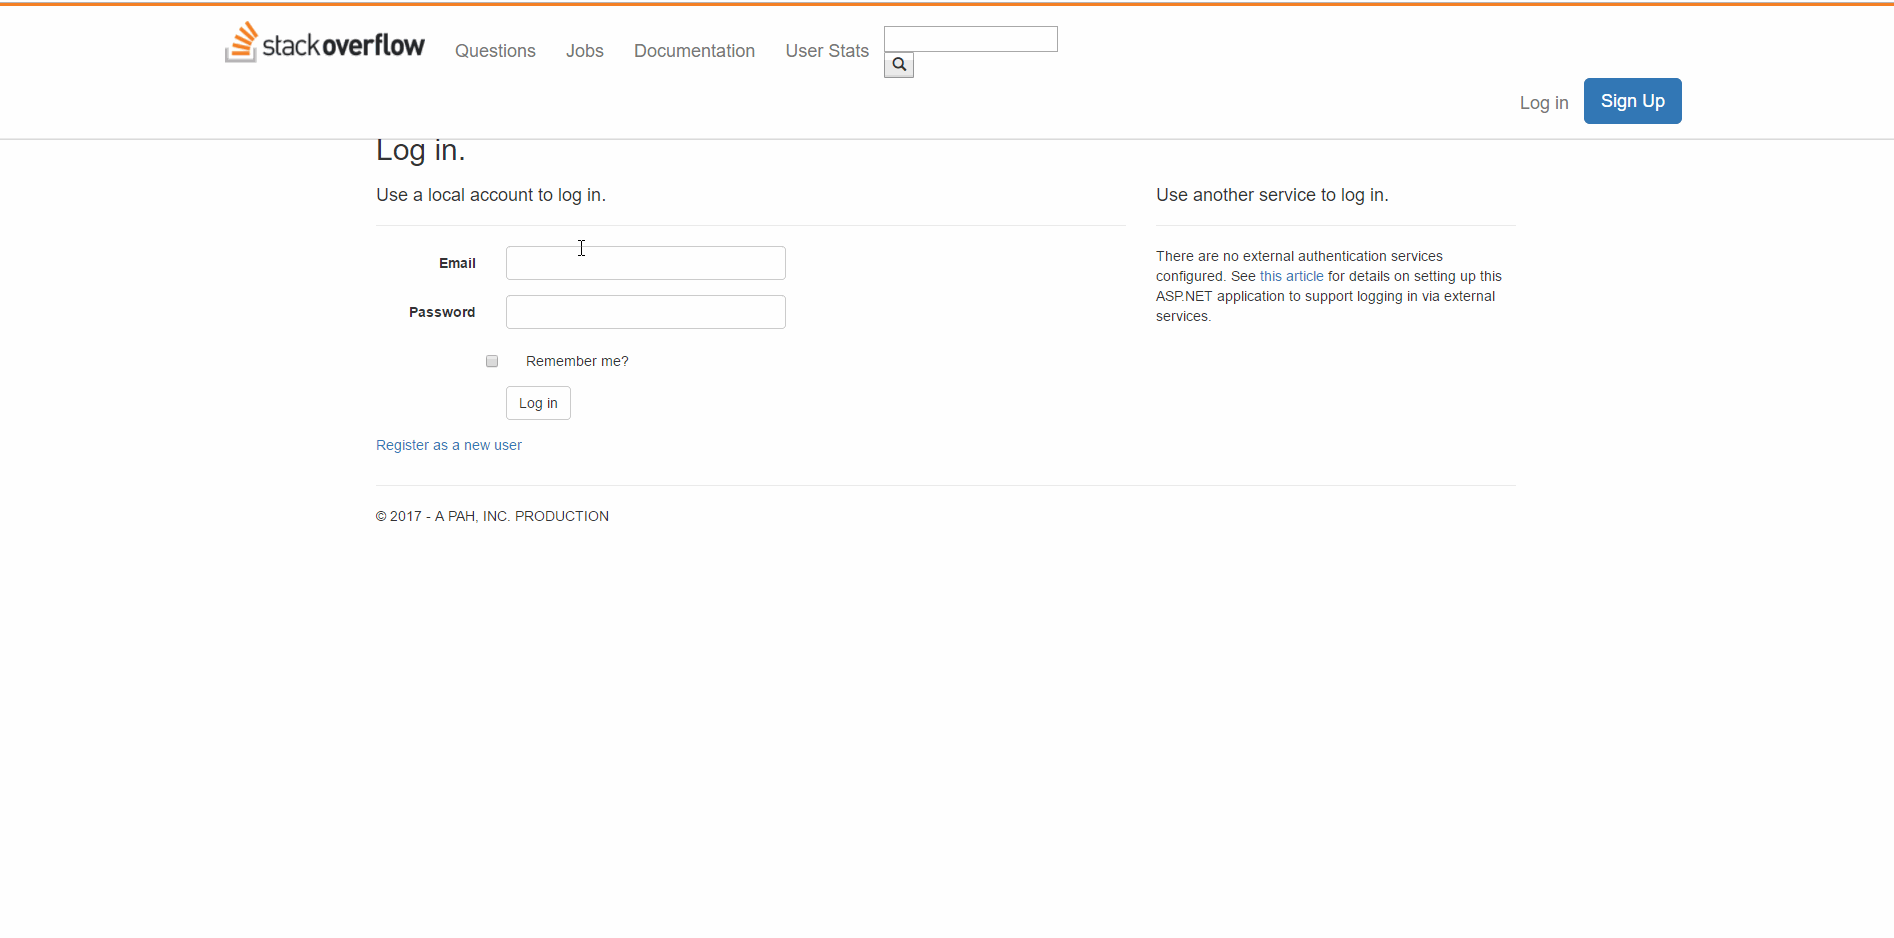 stackoverflow Questions Jobs Documentation User Stats
Log in Sign Up
Log in.
Use a local account to log in.
Email
Password
Remember me?
Log in
Register as a new user
Use another service to log in.
There are no external authentication services
configured. See this article for details on setting up this
ASP.NET application to support logging in via external
services.
© 2017 - A PAH, INC. PRODUCTION